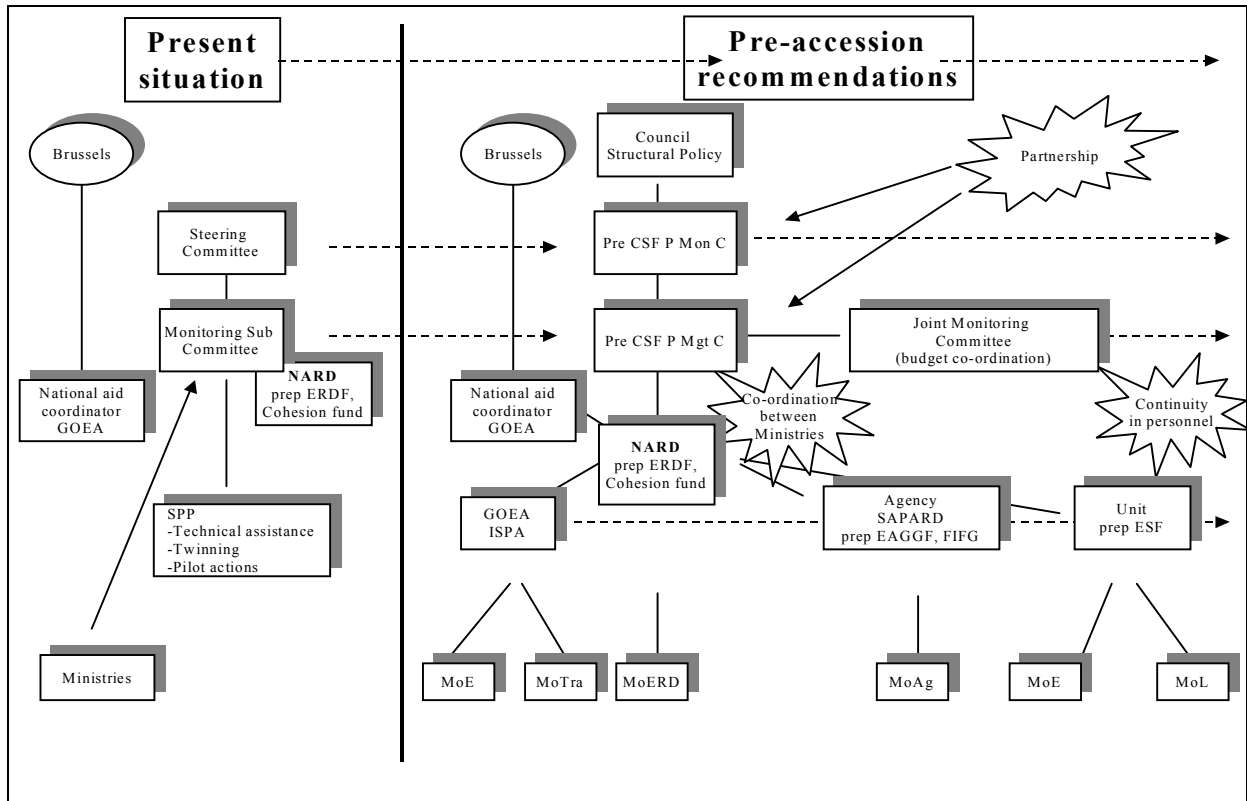 Present
situation
Pre-accession
recommendations
Brussels
Steering
Committee
Monitoring Sub
Committee
NARD
prep ERDF,
Cohesion fund
National aid
coordinator
GOEA
SPP
-Technical assistance
-Twinning
-Pilot actions
Ministries
Brussels
Council
Structural Policy
Partnership
Pre CSF P Mon C
Pre CSF P Mgt C
Joint Monitoring
Committee
(budget co-ordination)
National aid
coordinator
GOEA
Co-ordination
between
Ministries
Continuity
in personnel
NARD
prep ERDF,
Cohesion fund
GOEA
ISPA
Agency
SAPARD
prep EAGGF, FIFG
Unit
prep ESF
MoE
MoTra
MoERD
MoAg
MoE
MoL